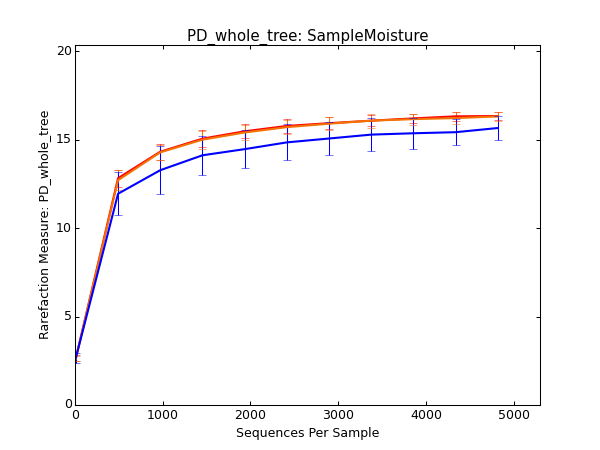 PD_whole_tree: SampleMoisture
20
15
10
5
0
Rarefaction Measure: PD_whole_tree
0 1000 2000 3000 4000 5000
Sequences Per Sample